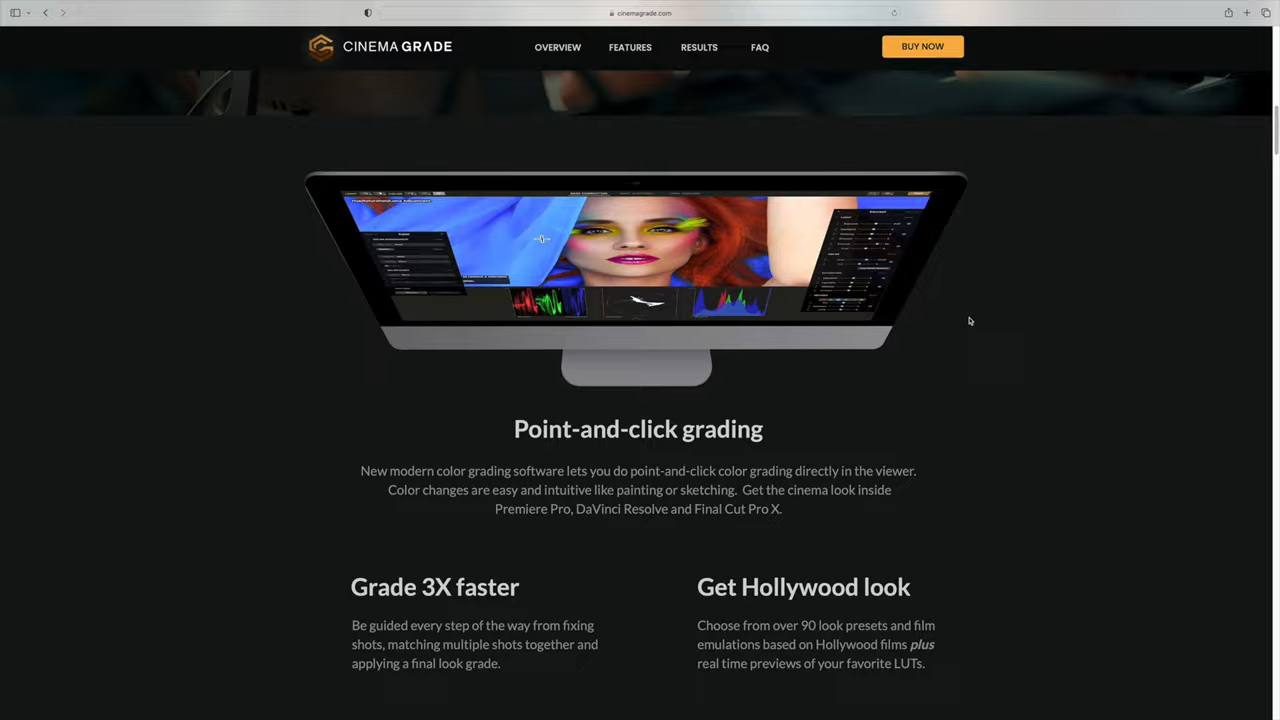 cinemagrade.com
CINEMA GRADE
OVERVIEW
FEATURES
RESULTS
FAQ
BUY NOW
Point-and-click grading
New modern color grading software lets you do point-and-click color grading directly in the viewer.
Color changes are easy and intuitive like painting or sketching. Get the cinema look inside
Premiere Pro, DaVinci Resolve and Final Cut Pro X.
Grade 3X faster
Be guided every step of the way from fixing
shots, matching multiple shots together and
applying a final look grade.
Get Hollywood look
Choose from over 90 look presets and film
emulations based on Hollywood films plus
real time previews of your favorite LUTs.